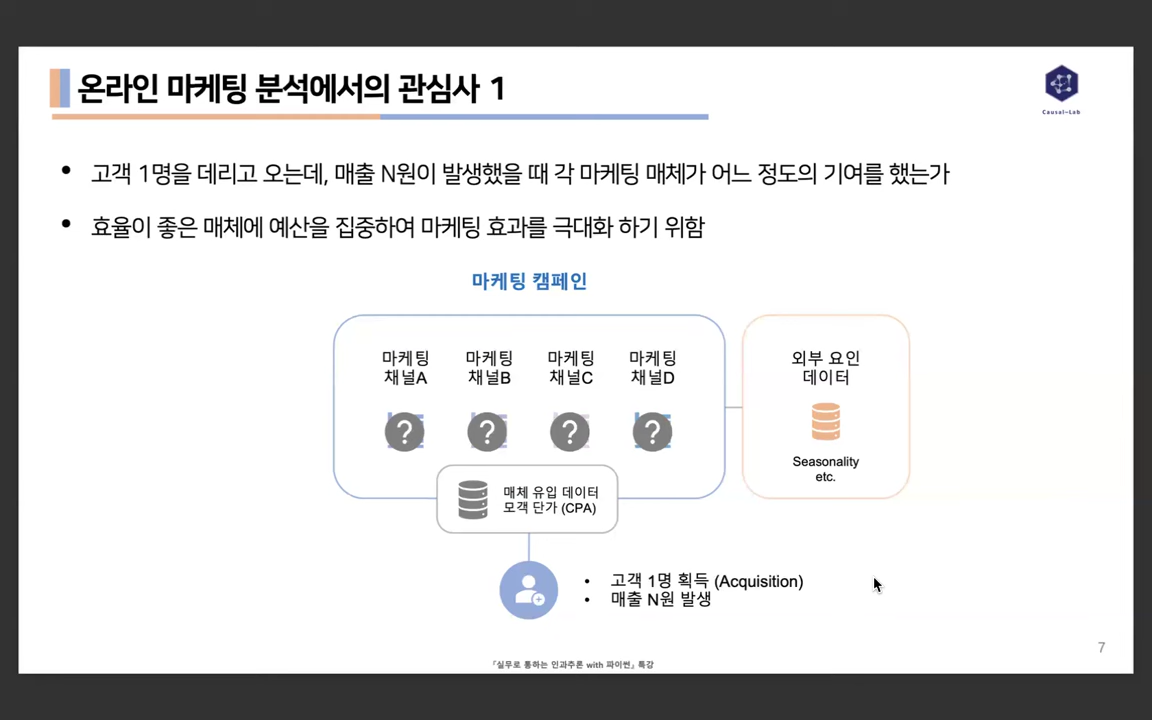 온라인 마케팅 분석에서의 관심사 1
Causal-Lab
• 고객 1명을 데리고 오는데, 매출 N원이 발생했을 때 각 마케팅 매체가 어느 정도의 기여를 했는가
• 효율이 좋은 매체에 예산을 집중하여 마케팅 효과를 극대화 하기 위함
마케팅 캠페인
마케팅
채널A
마케팅
채널B
마케팅
채널C
마케팅
채널D
? ? ? ?
외부 요인
데이터
Seasonality
etc.
매체 유입 데이터
모객 단가 (CPA)
• 고객 1명 획득 (Acquisition)
• 매출 N원 발생
7
「실무로 통하는 인과추론 with 파이썬」 특강